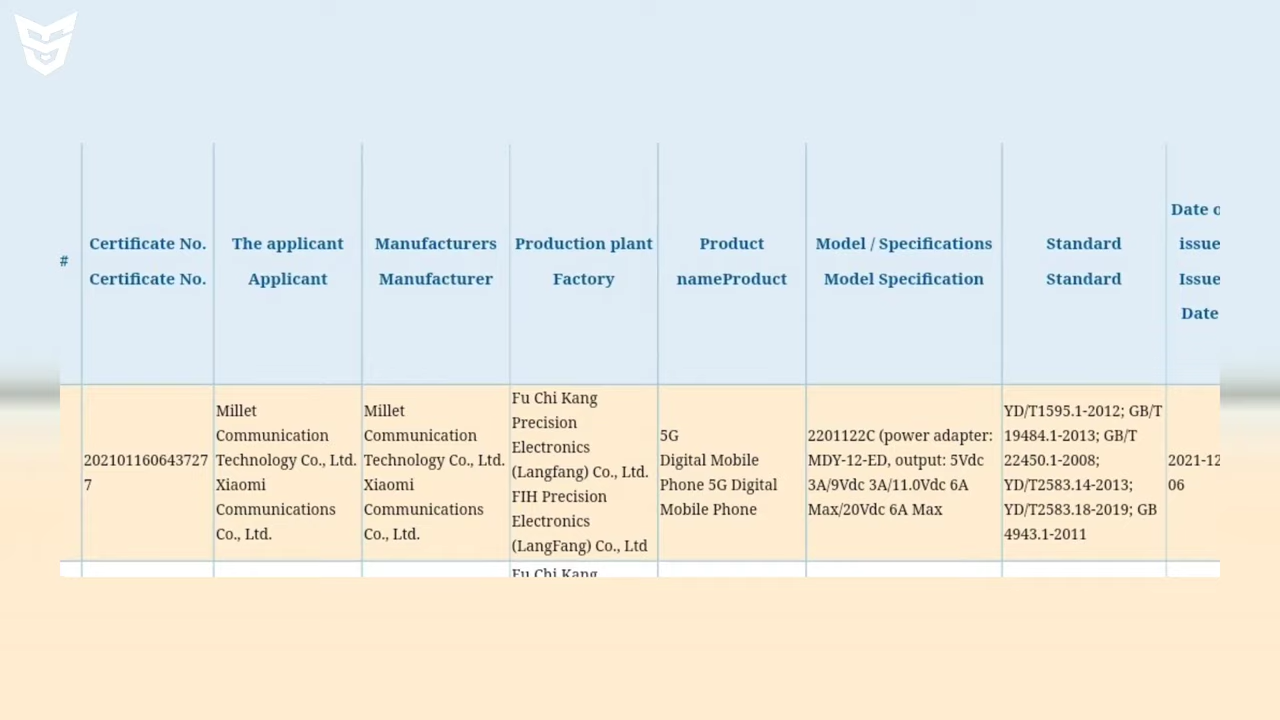 #
Certificate No.
Certificate No.
The applicant
Applicant
Manufacturers
Manufacturer
Production plant
Factory
Product
nameProduct
Model / Specifications
Model Specification
Standard
Standard
Date o
issue
Issue
Date
202101160643727
7
Millet
Communication
Technology Co., Ltd.
Xiaomi
Communications
Co., Ltd.
Millet
Communication
Technology Co., Ltd.
Xiaomi
Communications
Co., Ltd.
Fu Chi Kang
Precision
Electronics
(Langfang) Co., Ltd.
FIH Precision
Electronics
(LangFang) Co., Ltd
5G
Digital Mobile
Phone 5G Digital
Mobile Phone
2201122C (power adapter:
MDY-12-ED, output: 5Vdc
3A/9Vdc 3A/11.0Vdc 6A
Max/20Vdc 6A Max
YD/T1595.1-2012; GB/T
19484.1-2013; GB/T
22450.1-2008;
YD/T2583.14-2013;
YD/T2583.18-2019; GB
4943.1-2011
2021-12
06
Fu Chi Kang